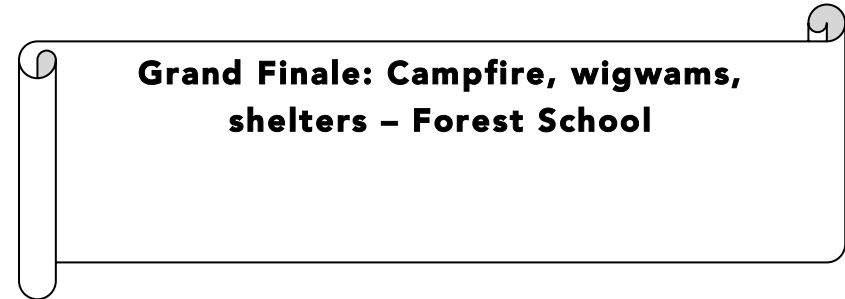 Grand Finale: Campfire, wigwams,
shelters – Forest School